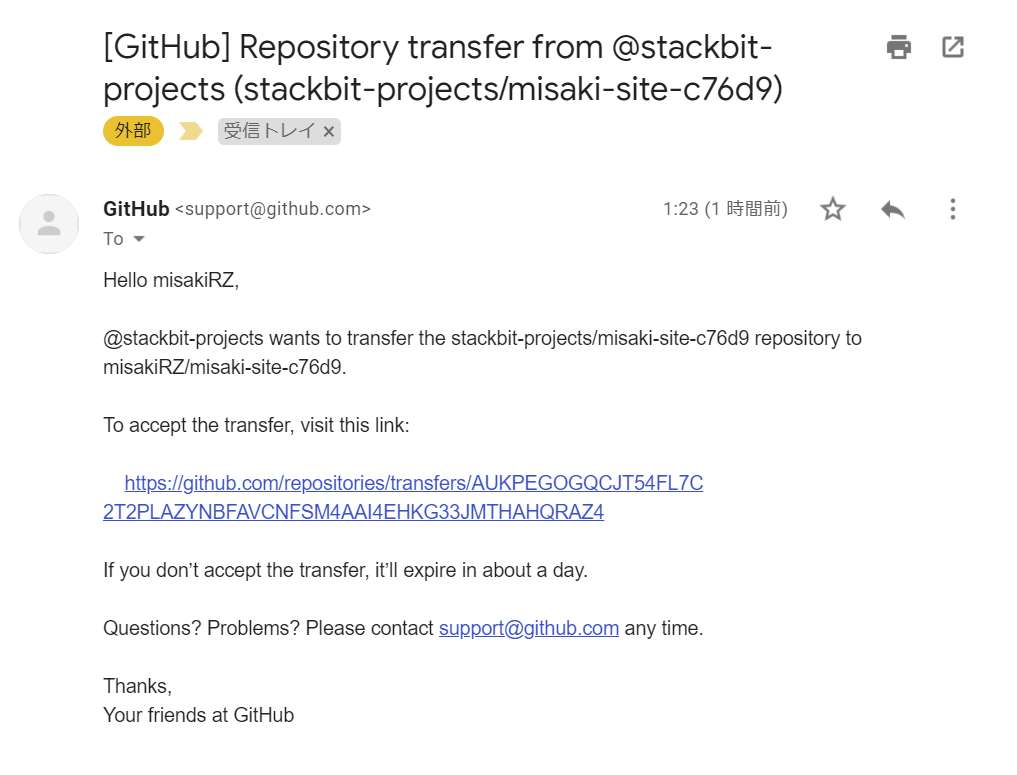 [GitHub] Repository transfer from @stackbit-
projects (stackbit-projects/misaki-site-c76d9)
外部 受信トレイ ×
GitHub <support@github.com> 1:23 (1 時間前)
To
Hello misakiRZ,
@stackbit-projects wants to transfer the stackbit-projects/misaki-site-c76d9 repository to
misakiRZ/misaki-site-c76d9.
To accept the transfer, visit this link:
https://github.com/repositories/transfers/AUKPEGOGQCJT54FL7C
2T2PLAZYNBFAVCNFSM4AAI4EHKG33JMTHAHQRAZ4
If you don’t accept the transfer, it’ll expire in about a day.
Questions? Problems? Please contact support@github.com any time.
Thanks,
Your friends at GitHub